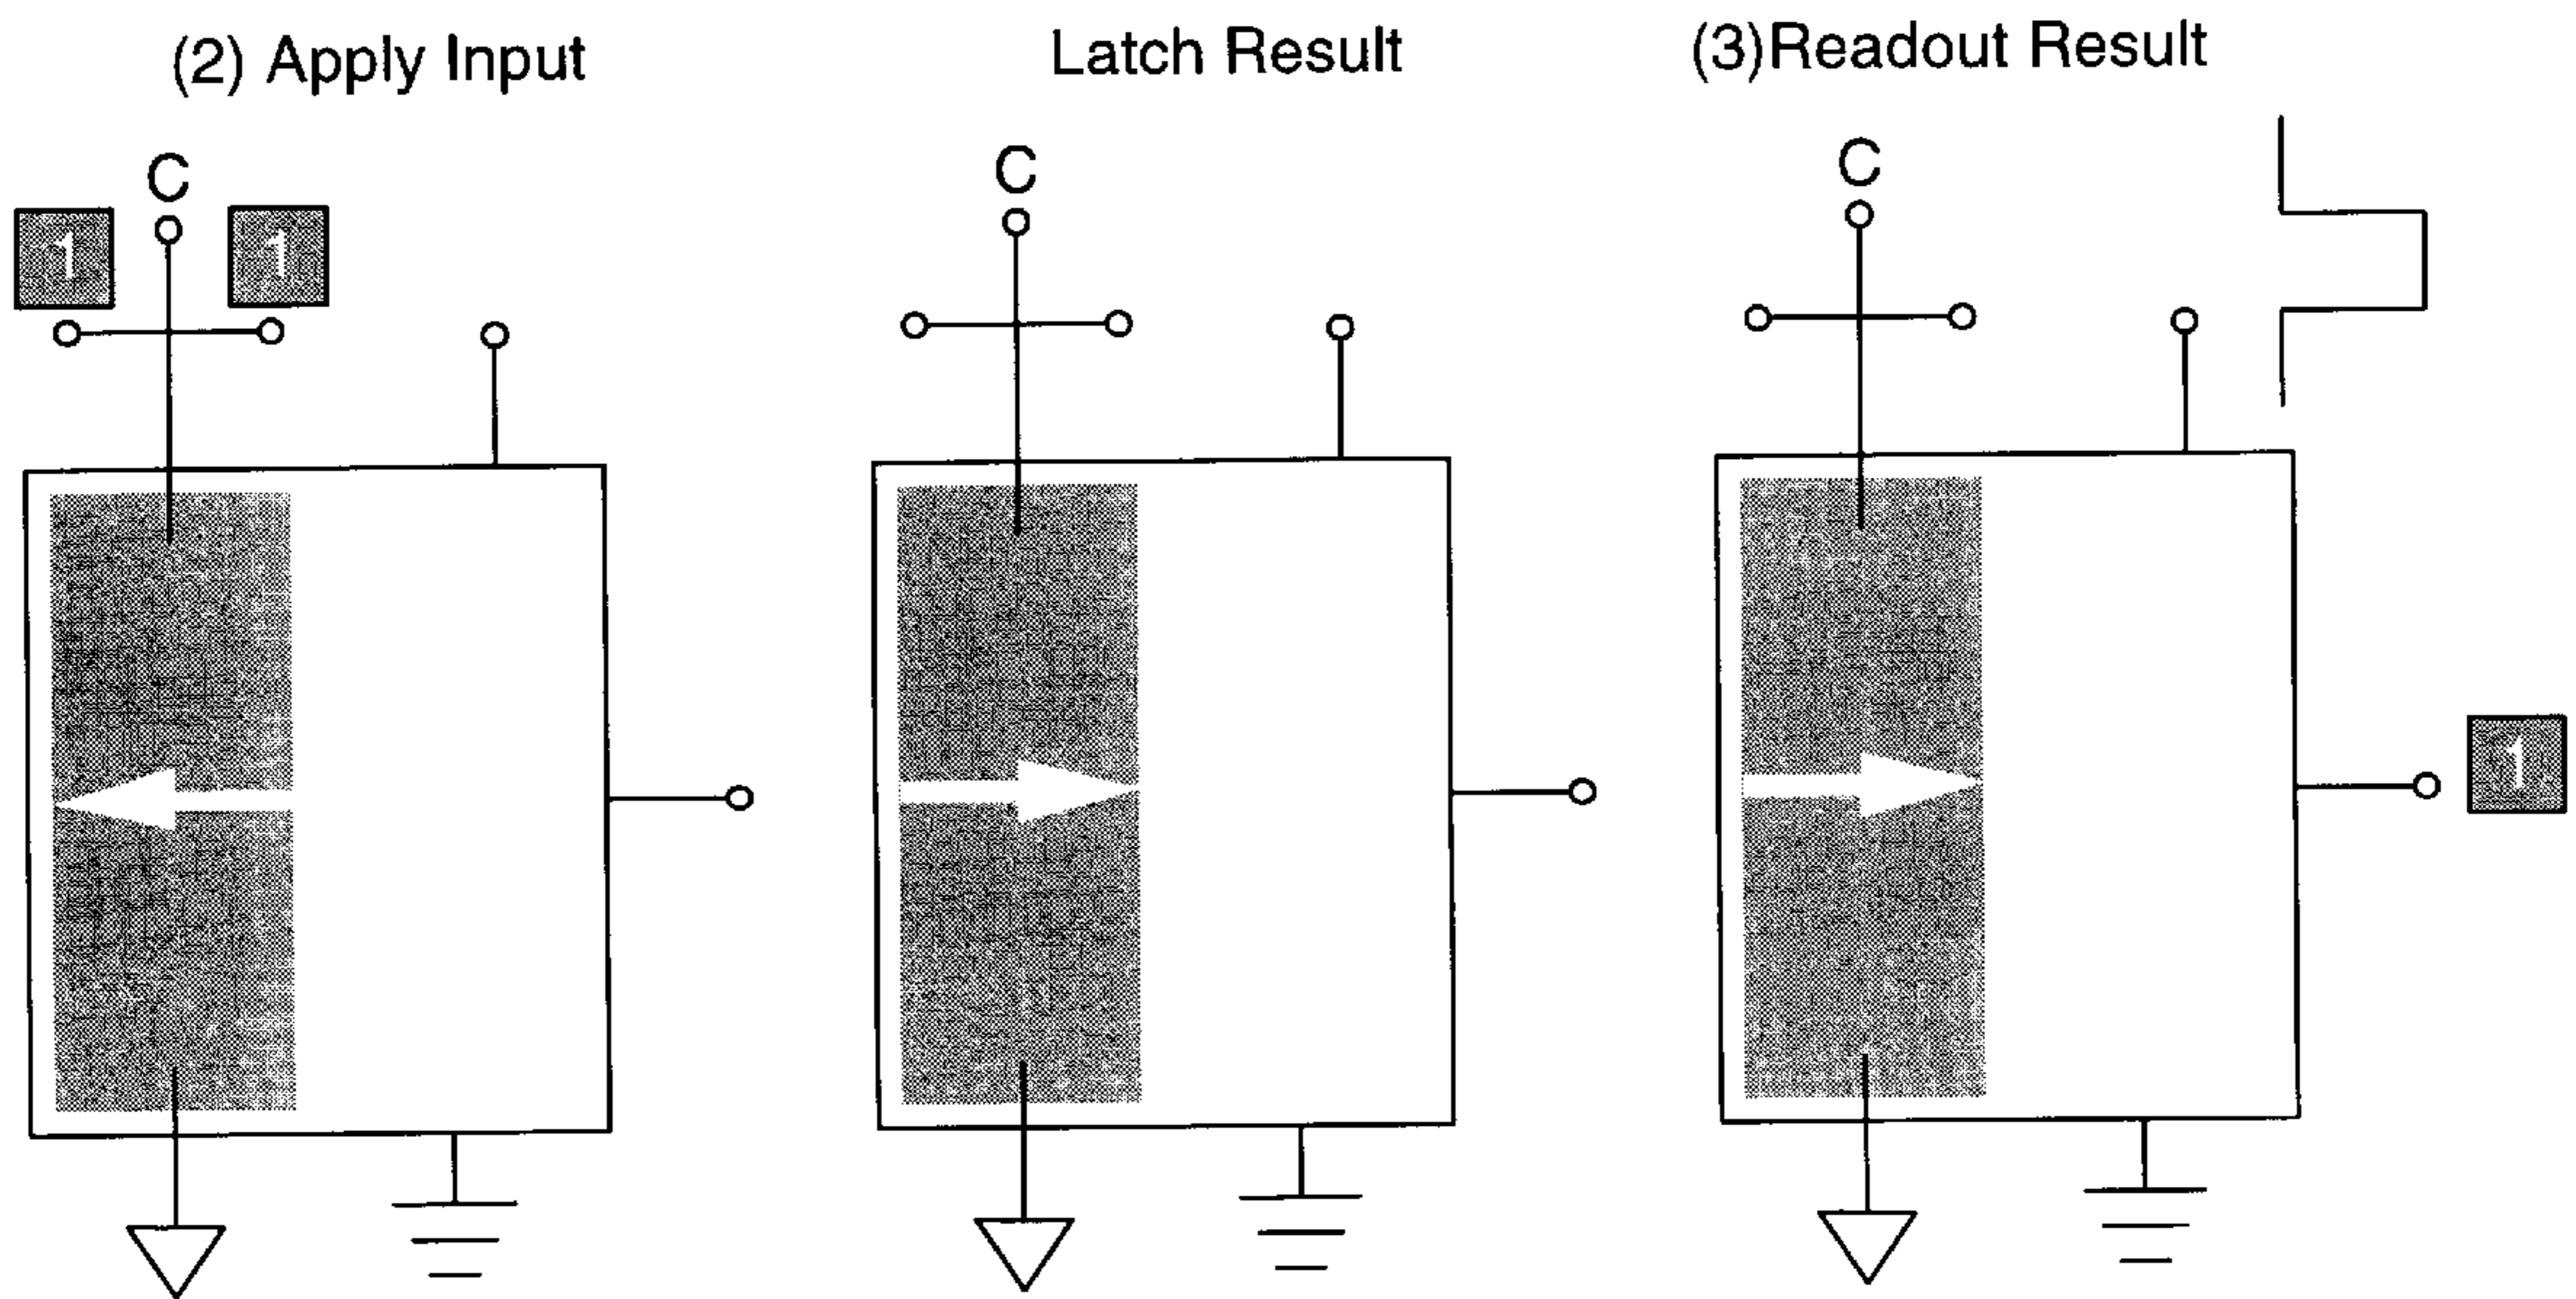 (2) Apply Input
Latch Result
(3)Readout Result
C
C
C
1
1
1